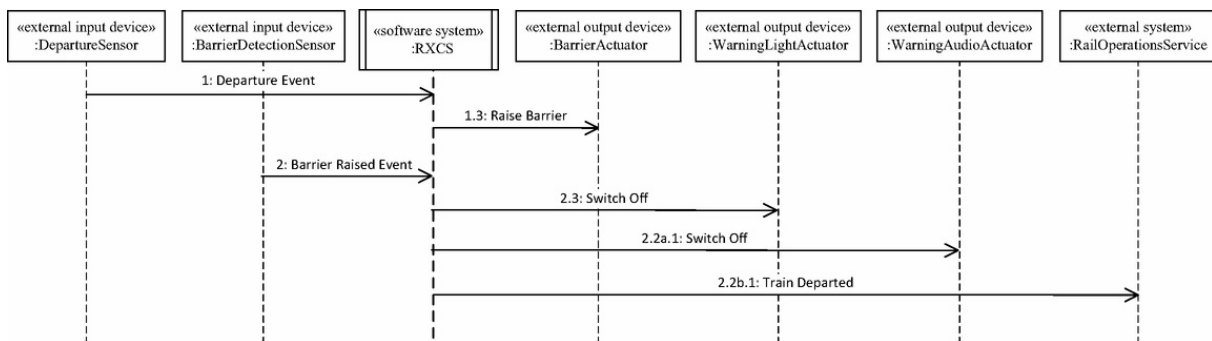 «external input device»
:DepartureSensor
«external input device»
:BarrierDetectionSensor
«software system»
:RXCS
«external output device»
:BarrierActuator
«external output device»
:WarningLightActuator
«external output device»
:WarningAudioActuator
«external system»
:RailOperationsService
1: Departure Event
1.3: Raise Barrier
2: Barrier Raised Event
2.3: Switch Off
2.2a.1: Switch Off
2.2b.1: Train Departed